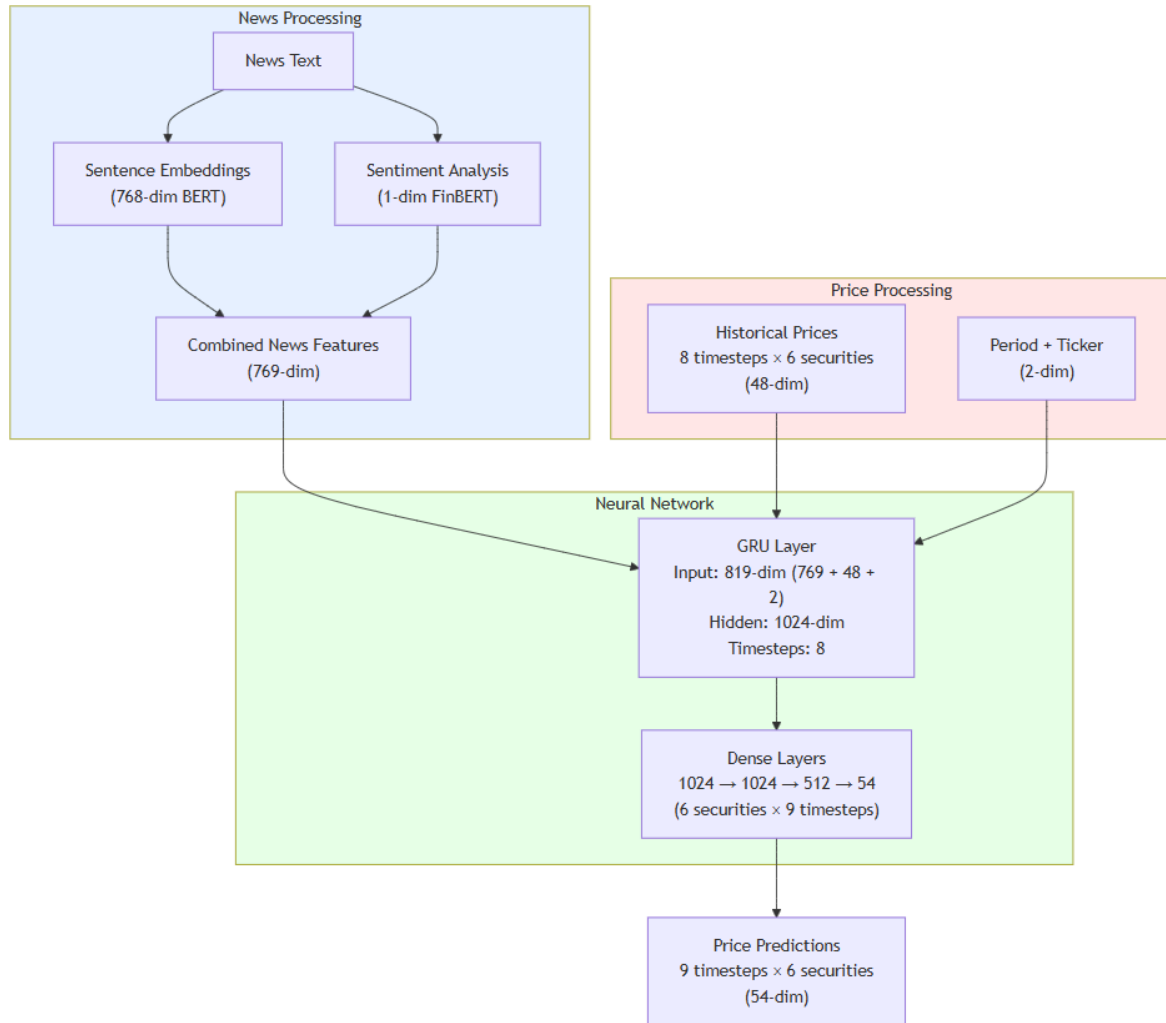 News Processing
News Text
Sentence Embeddings
(768-dim BERT)
Sentiment Analysis
(1-dim FinBERT)
Combined News Features
(769-dim)
Price Processing
Historical Prices
8 timesteps × 6 securities
(48-dim)
Period + Ticker
(2-dim)
Neural Network
GRU Layer
Input: 819-dim (769 + 48 +
2)
Hidden: 1024-dim
Timesteps: 8
Dense Layers
1024 → 1024 → 512 → 54
(6 securities × 9 timesteps)
Price Predictions
9 timesteps × 6 securities
(54-dim)